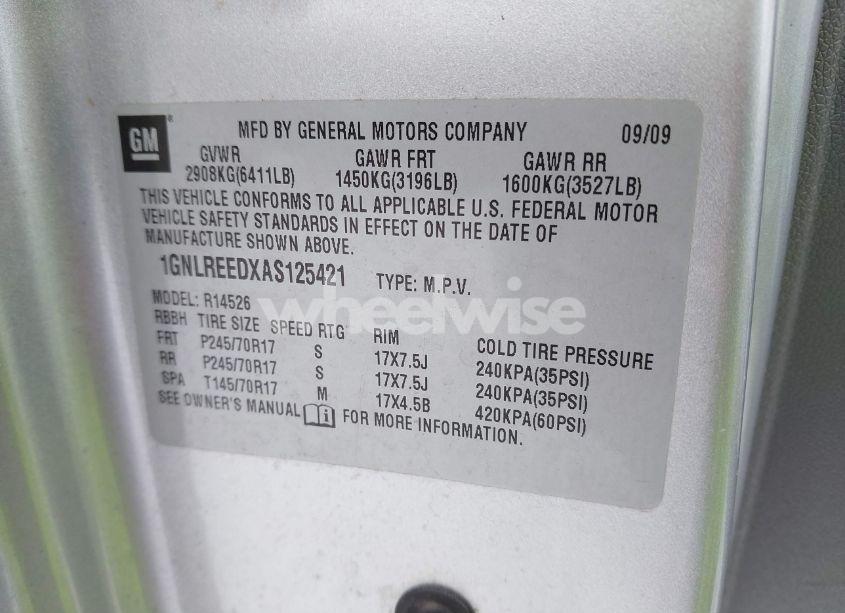 GM ®
MFD BY GENERAL MOTORS COMPANY 09/09
GVWR GAWR FRT GAWR RR
2908KG(6411LB) 1450KG(3196LB) 1600KG(3527LB)
THIS VEHICLE CONFORMS TO ALL APPLICABLE U.S. FEDERAL MOTOR
VEHICLE SAFETY STANDARDS IN EFFECT ON THE DATE OF
MANUFACTURE SHOWN ABOVE.
1GNLREEDXAS125421 TYPE: M.P.V.
wheelwise
MODEL: R14526
RBBH TIRE SIZE SPEED RTG RIM COLD TIRE PRESSURE
FRT P245/70R17 S 17X7.5J 240KPA(35PSI)
RR P245/70R17 S 17X7.5J 240KPA(35PSI)
SPA T145/70R17 M 17X4.5B 420KPA(60PSI)
SEE OWNER'S MANUAL i FOR MORE INFORMATION.